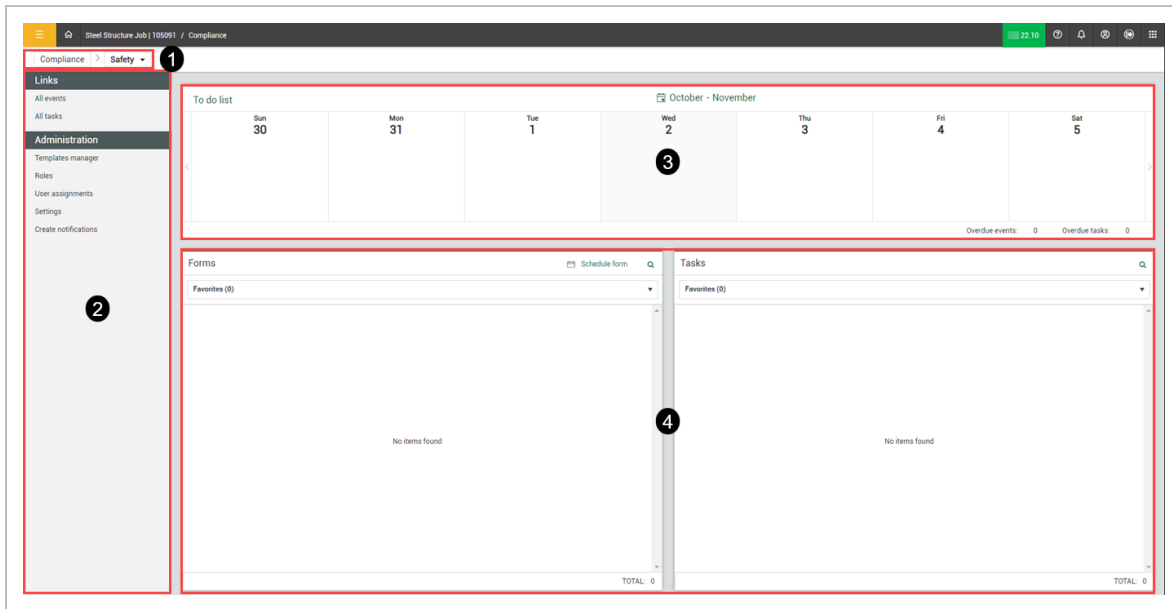 Steel Structure Job | 105091 / Compliance
22.10
Compliance > Safety
1
Links
All events
All tasks
Administration
Templates manager
Roles
User assignments
Settings
Create notifications
2
To do list
October - November
Sun Mon Tue Wed Thu Fri Sat
30 31 1 2 3 4 5
3
Overdue events: 0 Overdue tasks: 0
Forms
Schedule form
Favorites (0)
No items found
TOTAL: 0
4
Tasks
Favorites (0)
No items found
TOTAL: 0